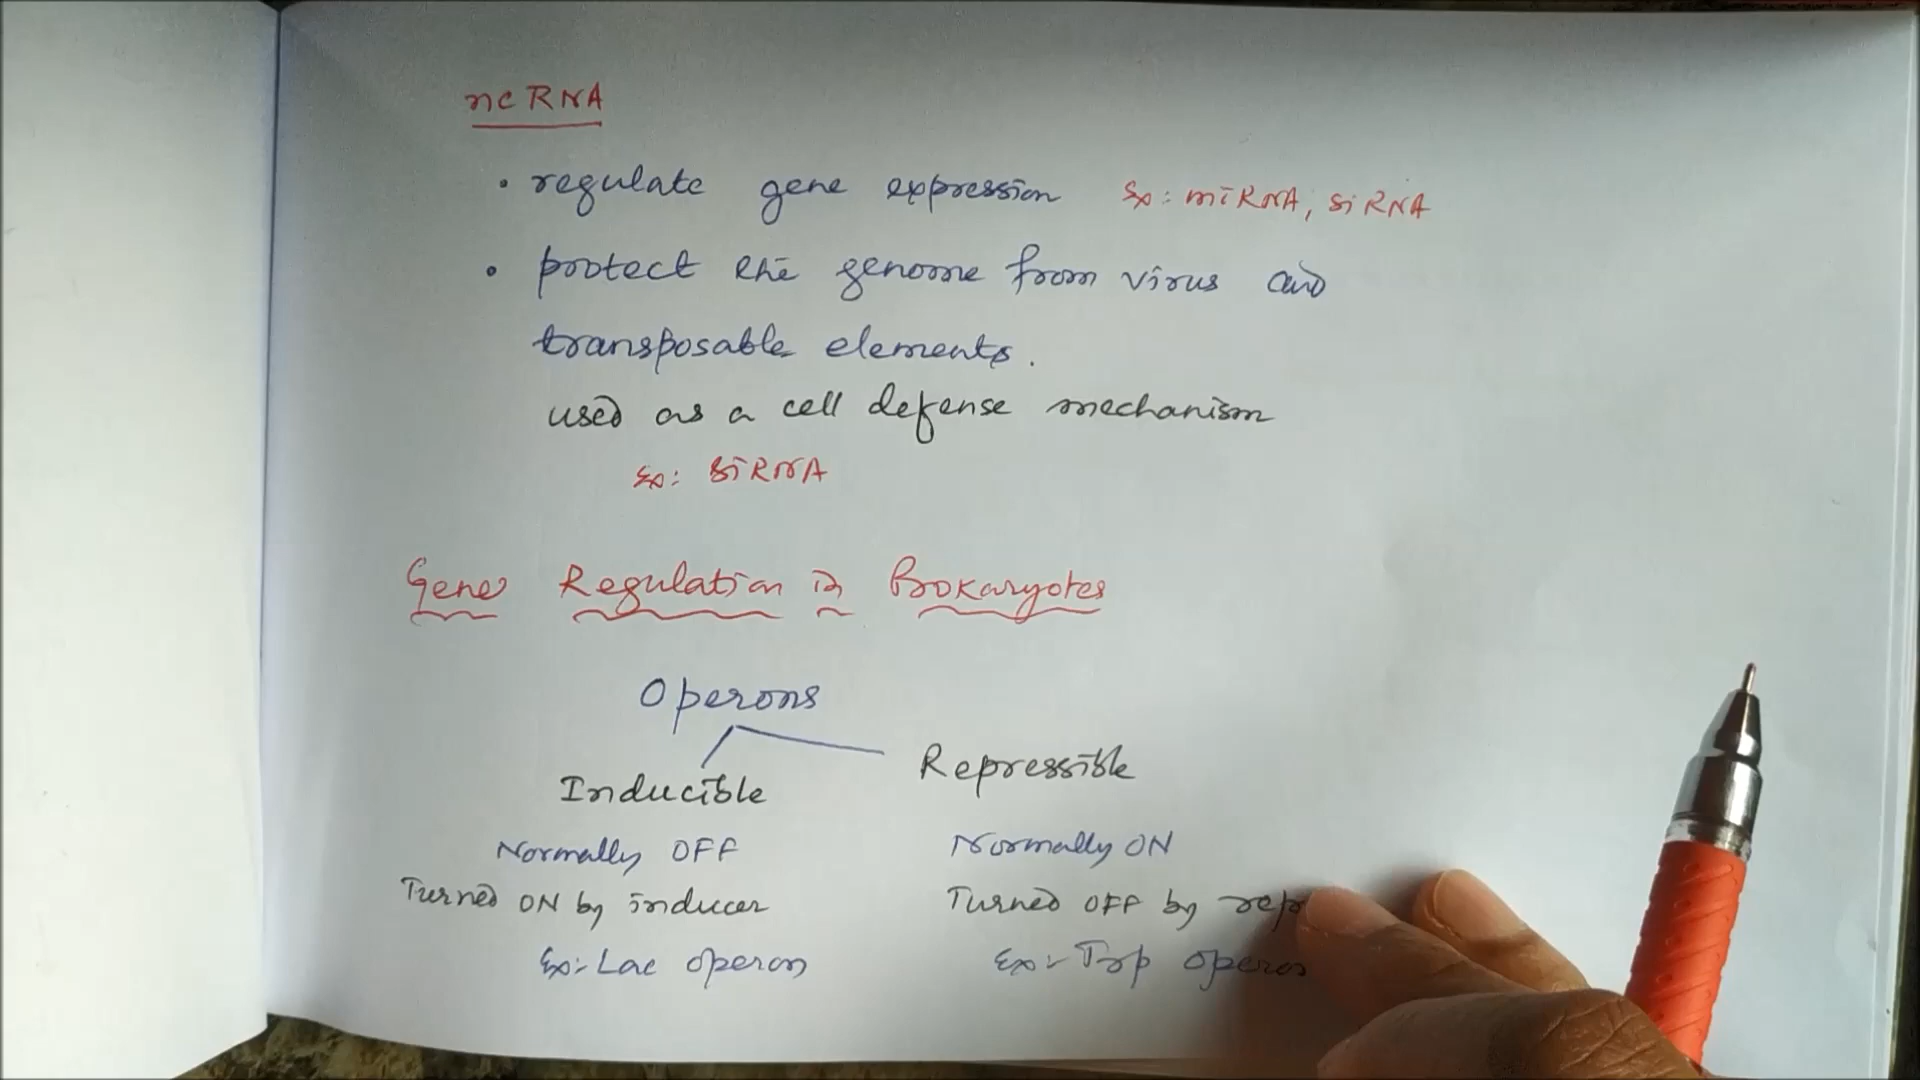 ncRNA
• regulate gene expression Ex: miRNA, siRNA
• protect the genome from virus and
transposable elements.
used as a cell defense mechanism
Ex: siRNA
Gene Regulation in Prokaryotes
Operons
Inducible Repressible
Normally OFF Normally ON
Turned ON by inducer Turned OFF by
Ex:- Lac operon Ex:- Trp operon